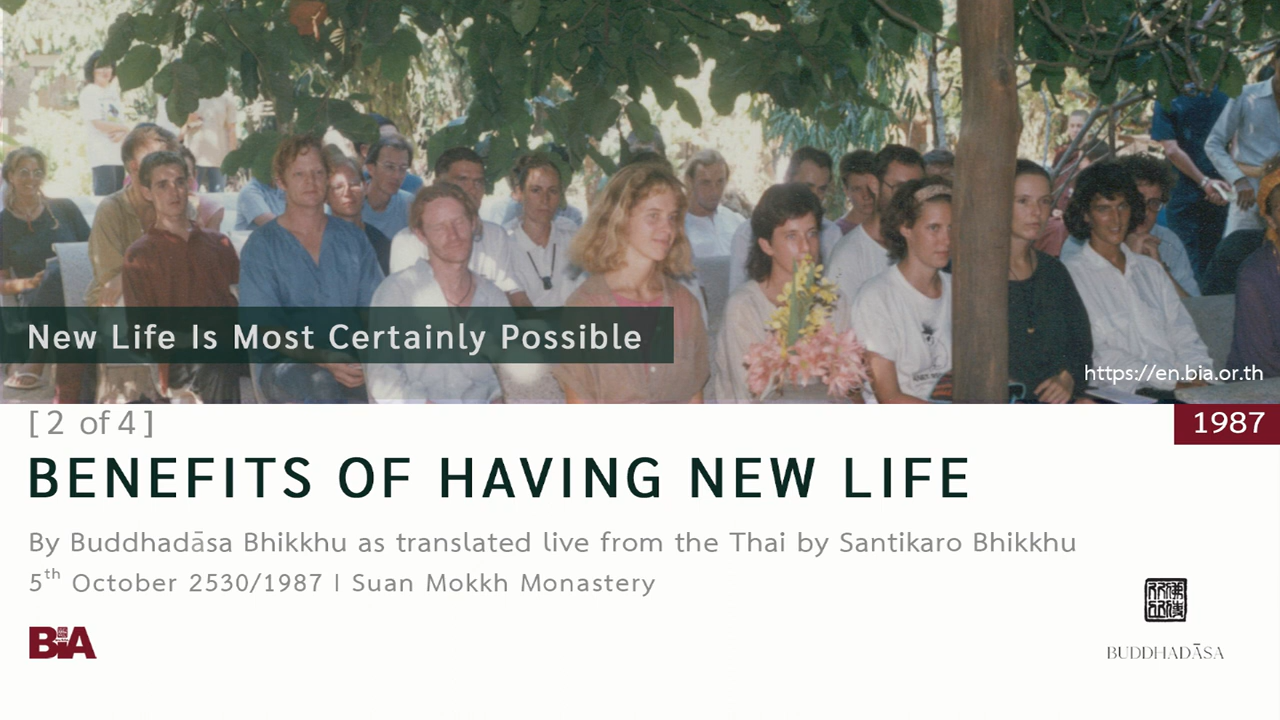 New Life Is Most Certainly Possible
https://en.bia.or.th
[ 2 of 4 ]
1987
BENEFITS OF HAVING NEW LIFE
By Buddhadāsa Bhikkhu as translated live from the Thai by Santikaro Bhikkhu
5th October 2530/1987 | Suan Mokkh Monastery
BIA
BUDDHADĀSA